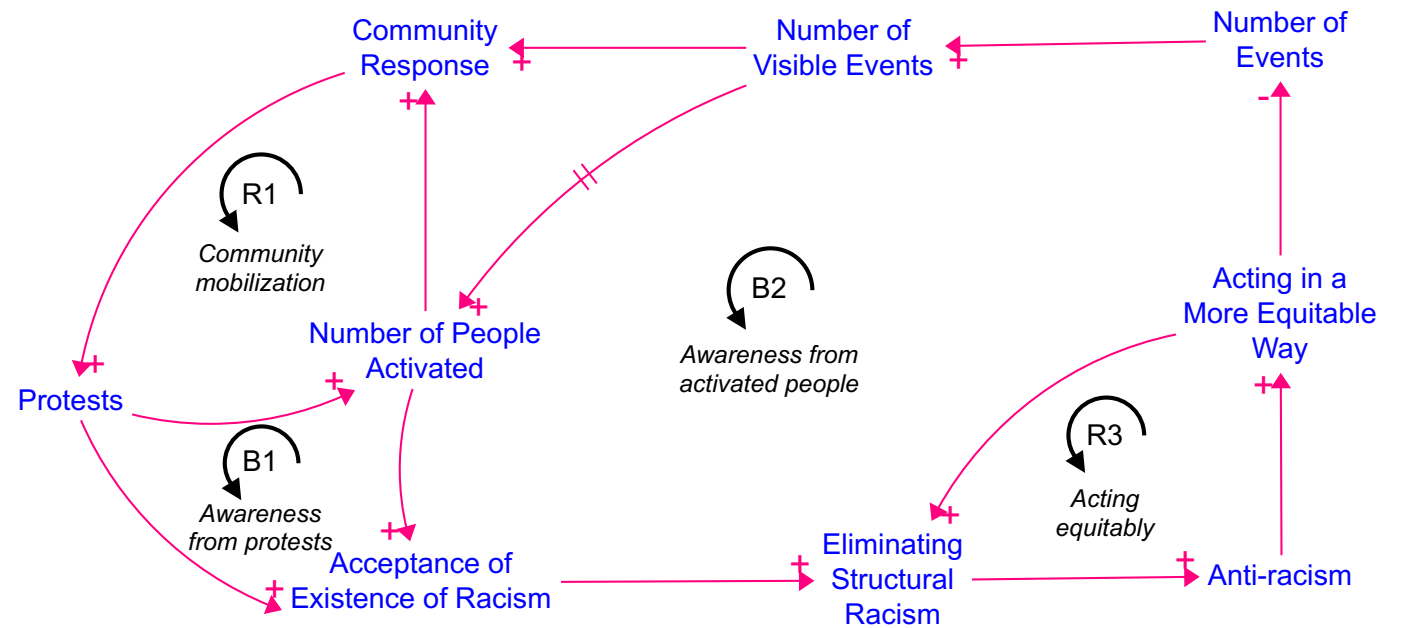 Community
Response
+
Number of
Visible Events
+
Number of
Events
-
+
R1
Community
mobilization
B2
Awareness from
activated people
Acting in a
More Equitable
Way
+
+
Number of People
Activated
+
Protests
+
B1
Awareness
from protests
R3
Acting
equitably
+
Acceptance of
Existence of Racism
+
+
Eliminating
Structural
Racism
+
+
Anti-racism